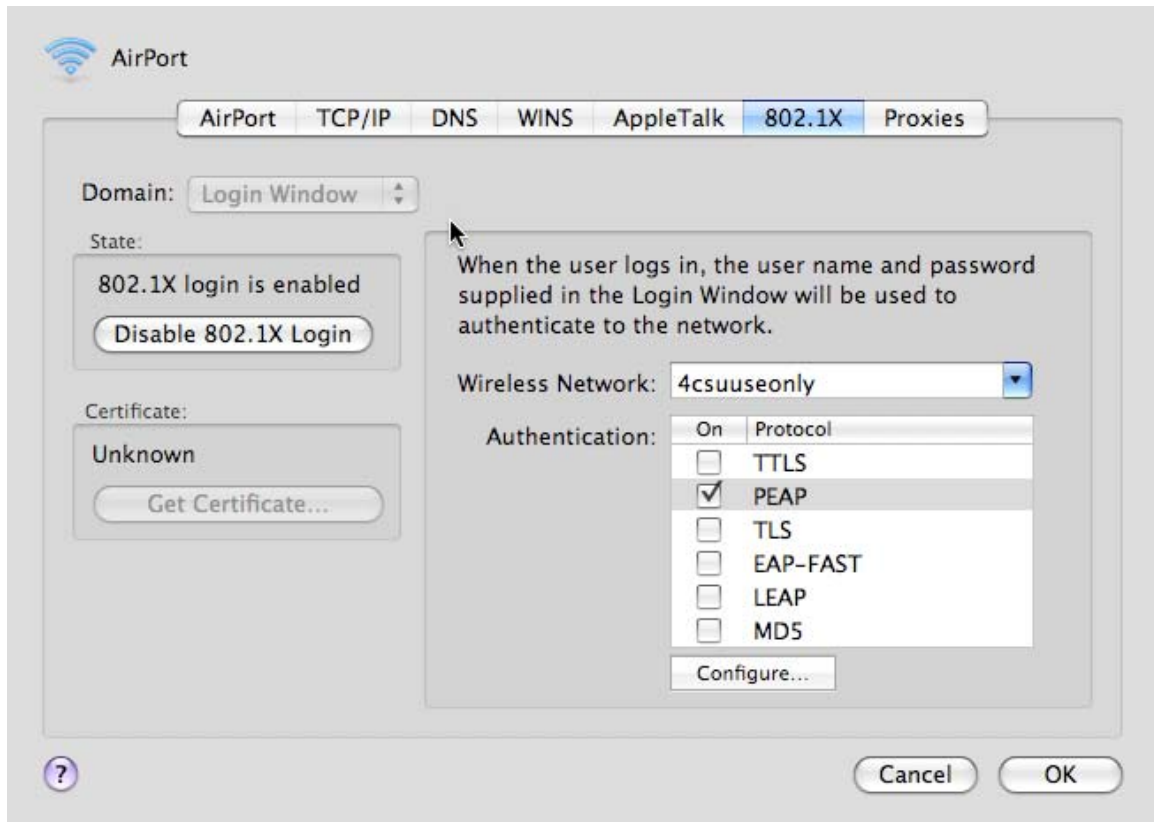 AirPort
AirPort TCP/IP DNS WINS AppleTalk 802.1X Proxies
Domain: Login Window
State:
802.1X login is enabled
Disable 802.1X Login
Certificate:
Unknown
Get Certificate...
When the user logs in, the user name and password
supplied in the Login Window will be used to
authenticate to the network.
Wireless Network: 4csuuseonly
Authentication:
On Protocol
TTLS
PEAP
TLS
EAP-FAST
LEAP
MD5
Configure...
?
Cancel OK